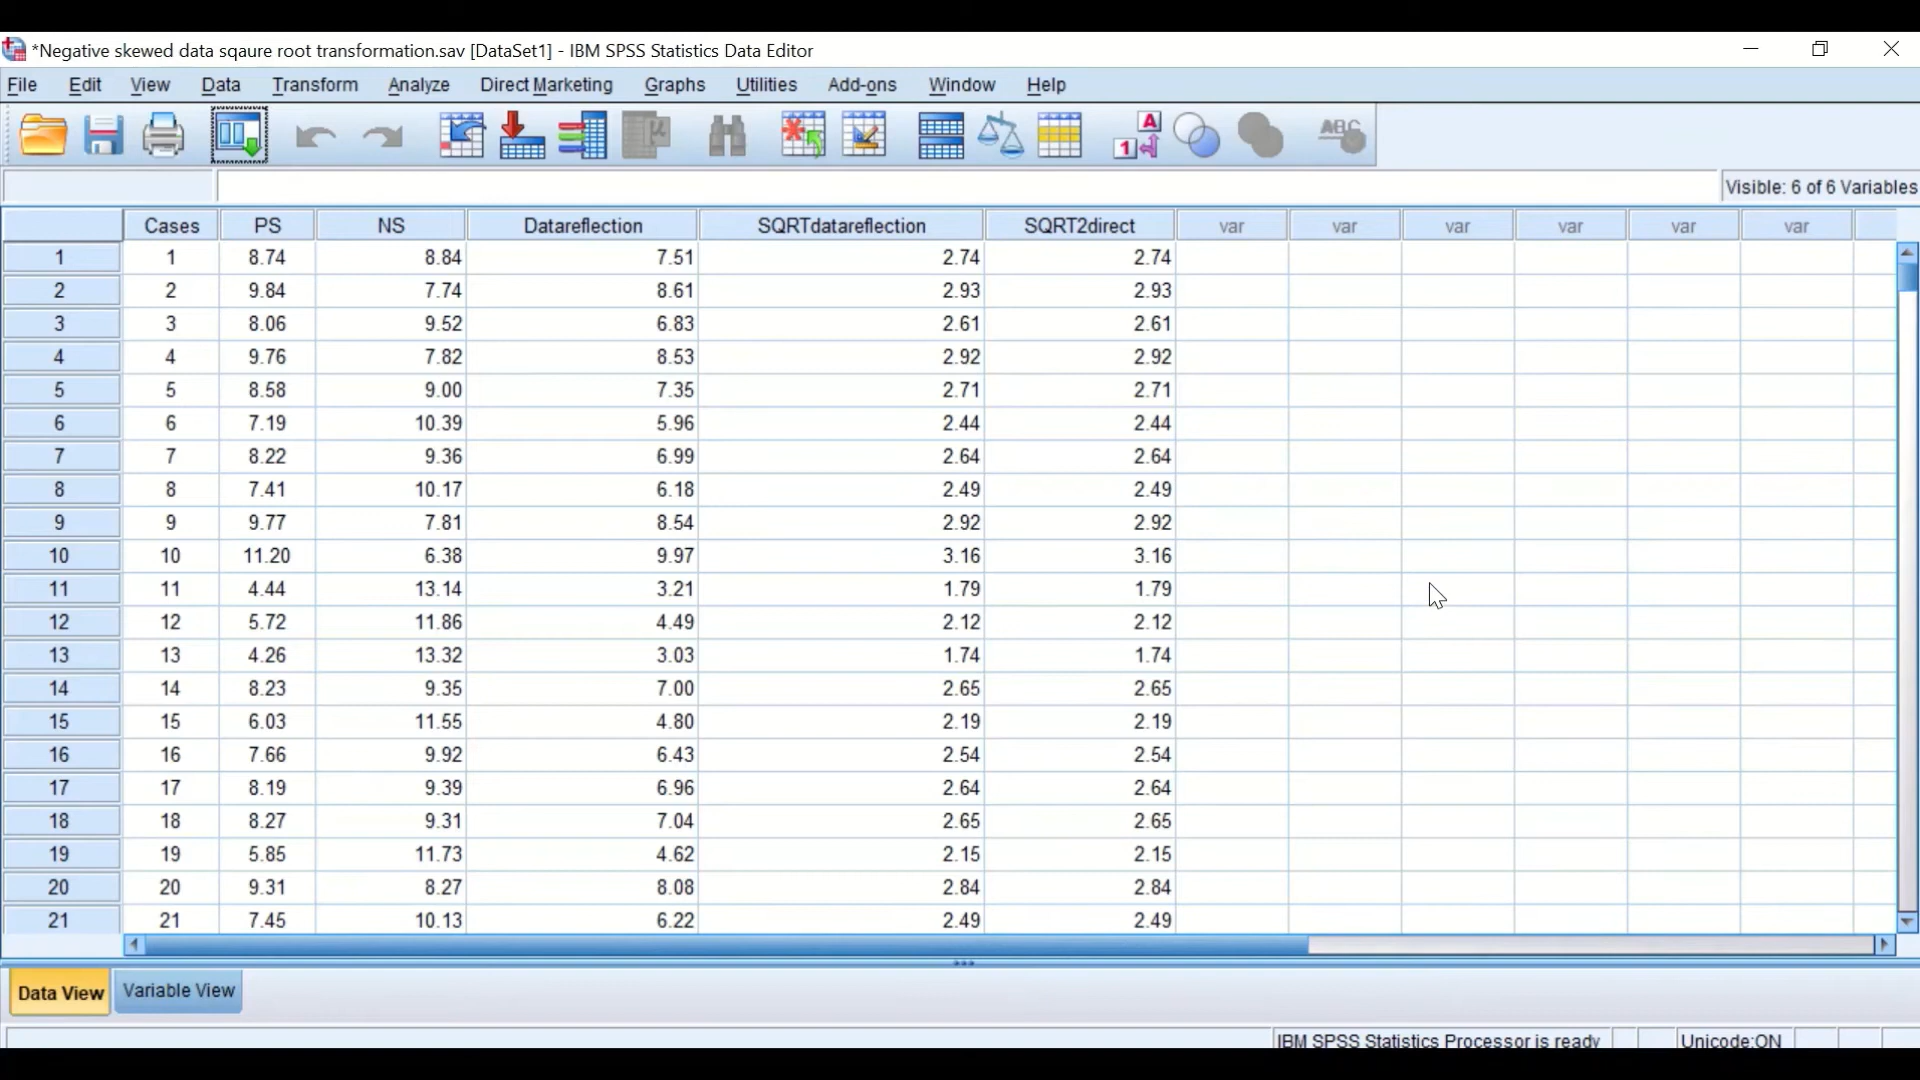 *Negative skewed data sqaure root transformation.sav [DataSet1] - IBM SPSS Statistics Data Editor
File Edit View Data Transform Analyze Direct Marketing Graphs Utilities Add-ons Window Help
Visible: 6 of 6 Variables
Cases PS NS Datareflection SQRTdatareflection SQRT2direct var var var var var var
1 1 8.74 8.84 7.51 2.74 2.74
2 2 9.84 7.74 8.61 2.93 2.93
3 3 8.06 9.52 6.83 2.61 2.61
4 4 9.76 7.82 8.53 2.92 2.92
5 5 8.58 9.00 7.35 2.71 2.71
6 6 7.19 10.39 5.96 2.44 2.44
7 7 8.22 9.36 6.99 2.64 2.64
8 8 7.41 10.17 6.18 2.49 2.49
9 9 9.77 7.81 8.54 2.92 2.92
10 10 11.20 6.38 9.97 3.16 3.16
11 11 4.44 13.14 3.21 1.79 1.79
12 12 5.72 11.86 4.49 2.12 2.12
13 13 4.26 13.32 3.03 1.74 1.74
14 14 8.23 9.35 7.00 2.65 2.65
15 15 6.03 11.55 4.80 2.19 2.19
16 16 7.66 9.92 6.43 2.54 2.54
17 17 8.19 9.39 6.96 2.64 2.64
18 18 8.27 9.31 7.04 2.65 2.65
19 19 5.85 11.73 4.62 2.15 2.15
20 20 9.31 8.27 8.08 2.84 2.84
21 21 7.45 10.13 6.22 2.49 2.49
Data View Variable View
IBM SPSS Statistics Processor is ready Unicode:ON